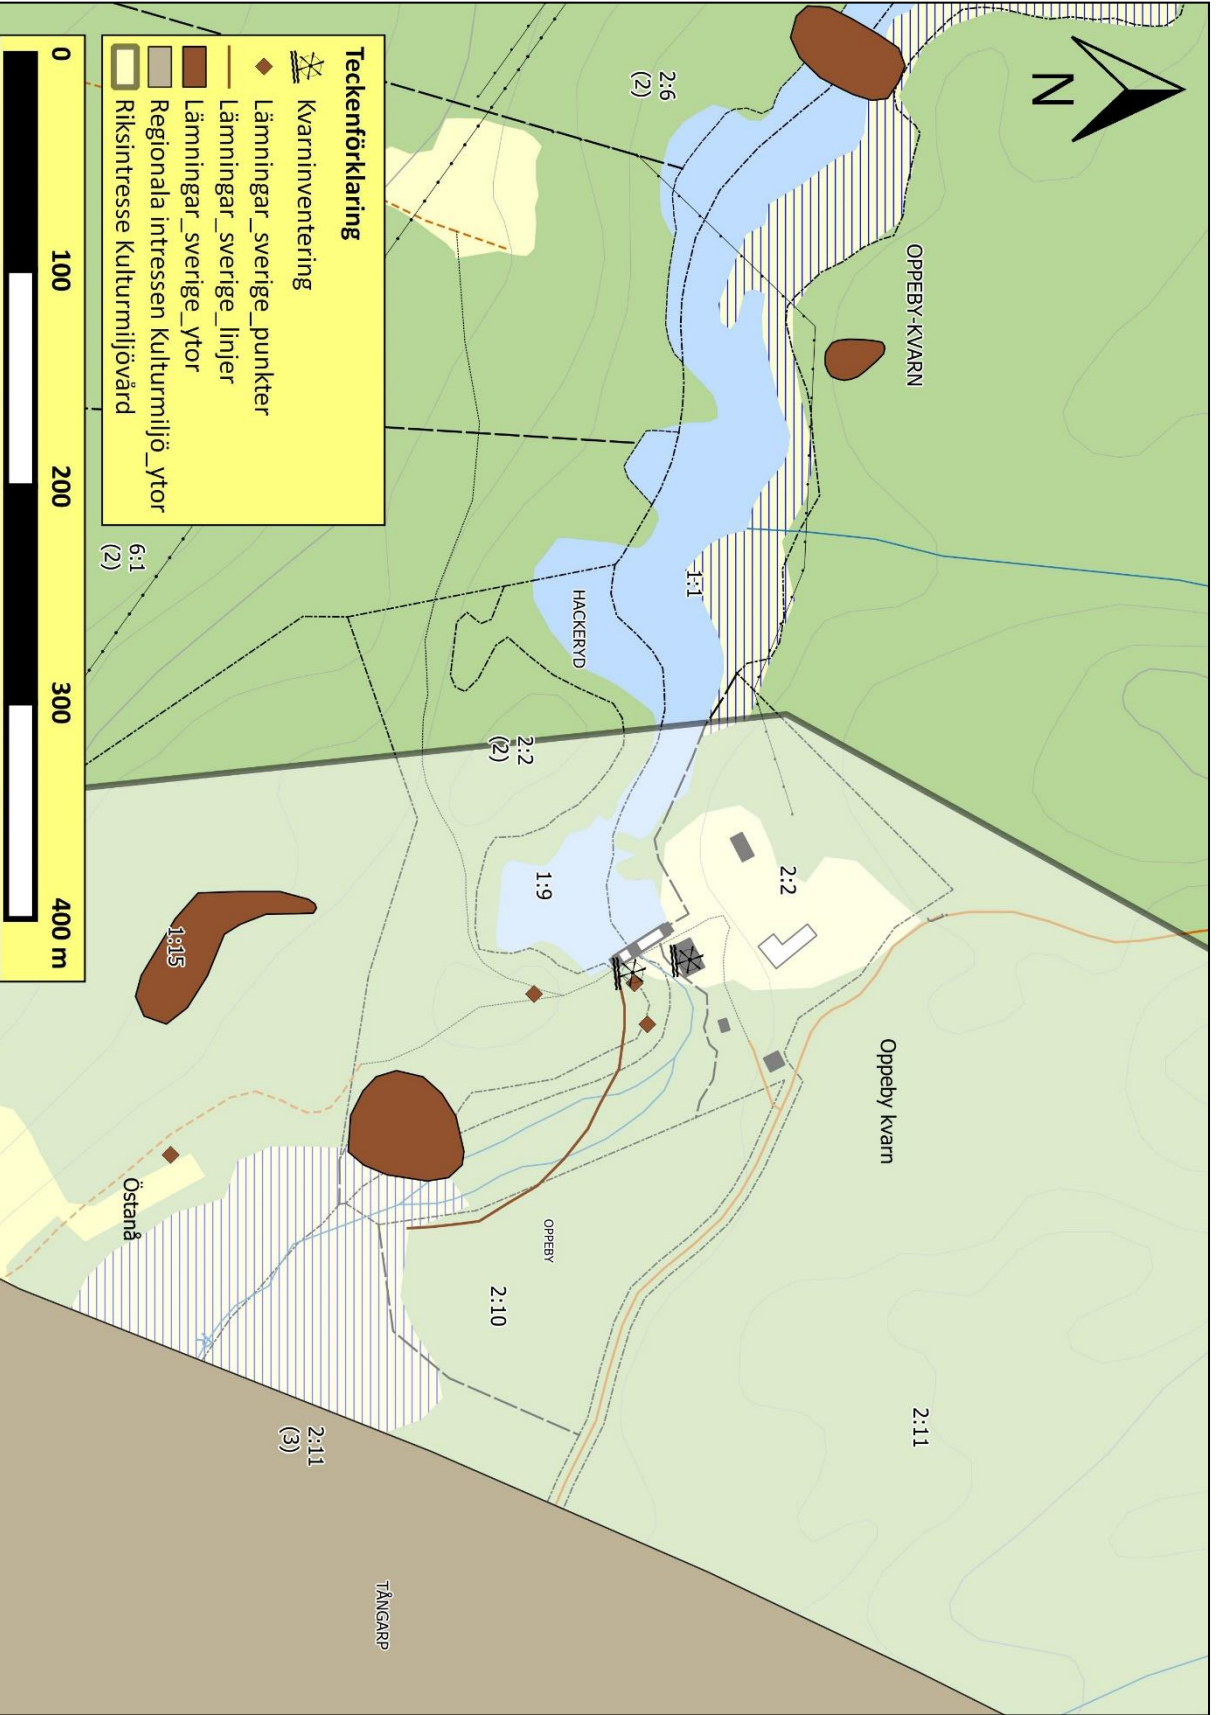 N
OPPEBY-KVARN
2:6
(2)
1:1
HACKERYD
2:2
(2)
6:1
(2)
2:2
1:9
Oppeby kvarn
1:15
Östanå
OPPEBY
2:10
2:11
2:11
(3)
TÅNGARP
Teckenförklaring
Kvarninventering
Lämningar_sverige_punkter
Lämningar_sverige_linjer
Lämningar_sverige_ytor
Regionala intressen Kulturmiljö_ytor
Riksintresse Kulturmiljövård
0 100 200 300 400 m